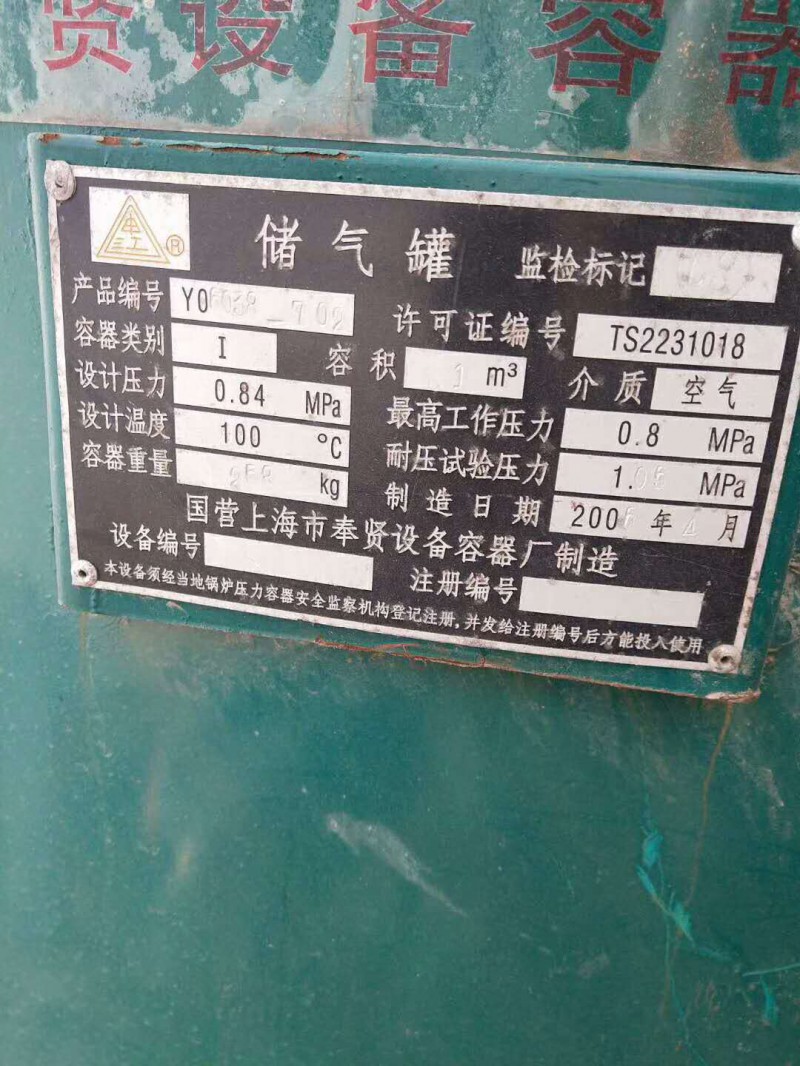 贤设备容器
储气罐 监检标记
产品编号 许可证编号 TS2231018
容器类别 I 容积 1 m³ 介质 空气
设计压力 0.84 MPa 最高工作压力 0.8 MPa
设计温度 100 °C 耐压试验压力 MPa
容器重量 kg 制造日期 年 4 月
国营上海市奉贤设备容器厂制造
设备编号 注册编号
本设备须经当地锅炉压力容器安全监察机构登记注册,并发给注册编号后方能投入使用